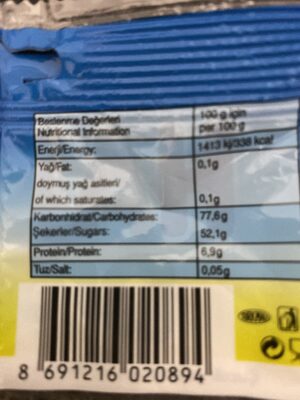 Besleme Değerleri 100 g için
Nutritional Information per 100 g
Enerji/Energy: 1413 kj/338 kcal
Yağ/Fat: 0,1g
doymuş yağ asitleri/
of which saturates: 0,1g
Karbonhidrat/Carbohydrates: 77,6g
Şekerler/Sugars: 52,1g
Protein/Protein: 6,9g
Tuz/Salt: 0,05g
8 691216 020894